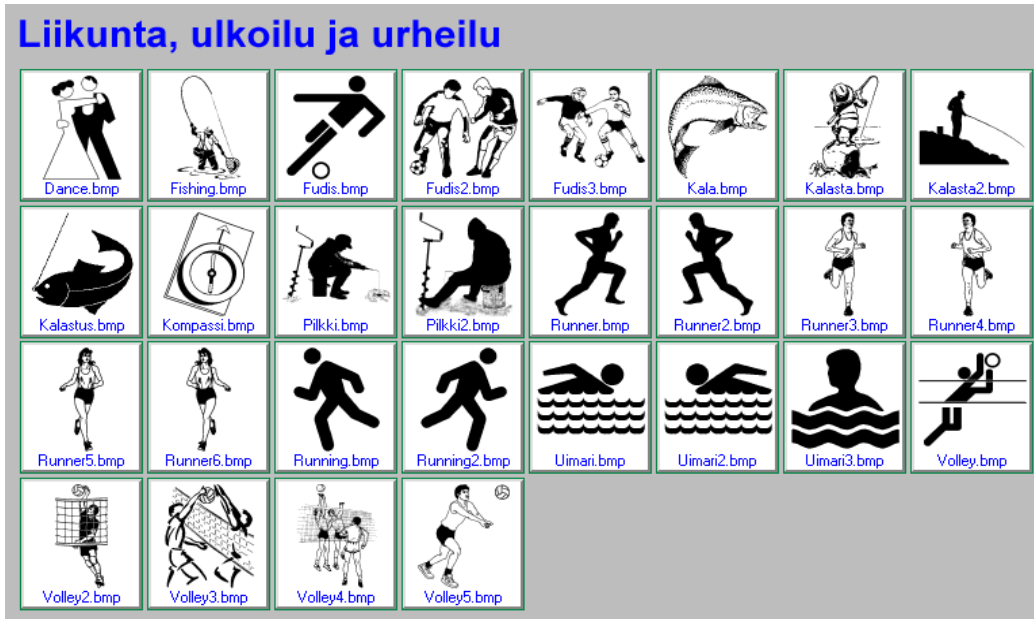 Liikunta, ulkoilu ja urheilu
Dance.bmp Fishing.bmp Fudis.bmp Fudis2.bmp Fudis3.bmp Kala.bmp Kalasta.bmp Kalasta2.bmp
Kalastus.bmp Kompassi.bmp Pilkki.bmp Pilkki2.bmp Runner.bmp Runner2.bmp Runner3.bmp Runner4.bmp
Runner5.bmp Runner6.bmp Running.bmp Running2.bmp Uimari.bmp Uimari2.bmp Uimari3.bmp Volley.bmp
Volley2.bmp Volley3.bmp Volley4.bmp Volley5.bmp